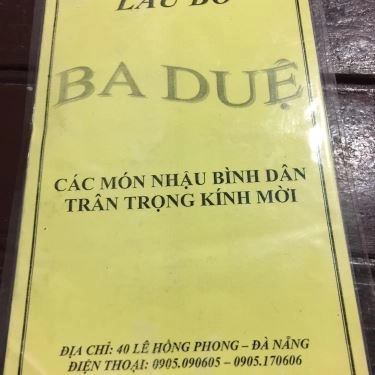 LẨU BÒ
BA DUỆ
CÁC MÓN NHẬU BÌNH DÂN
TRÂN TRỌNG KÍNH MỜI
ĐỊA CHỈ: 40 LÊ HỒNG PHONG – ĐÀ NẴNG
ĐIỆN THOẠI: 0905.090605 – 0905.170606